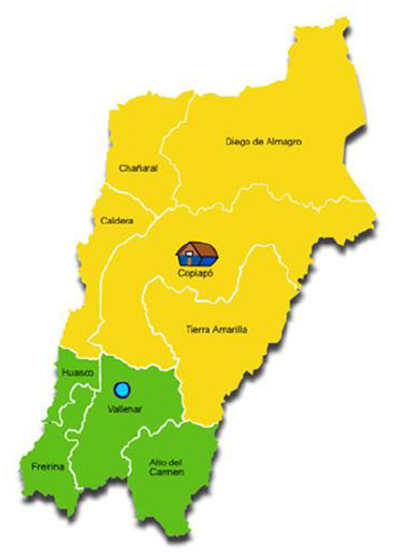 Diego de Almagro
Chañaral
Caldera
Copiapó
Tierra Amarilla
Huasco
Vallenar
Freirina
Alto del
Carmen